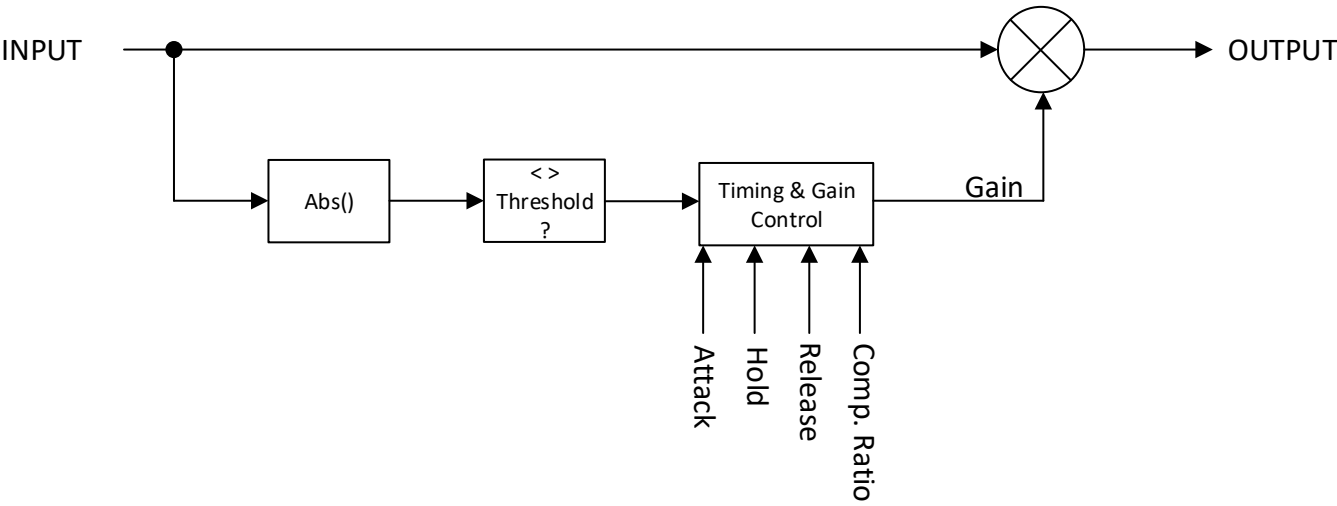 INPUT
OUTPUT
Abs()
< >
Threshold
?
Timing & Gain
Control
Gain
Attack
Hold
Release
Comp. Ratio